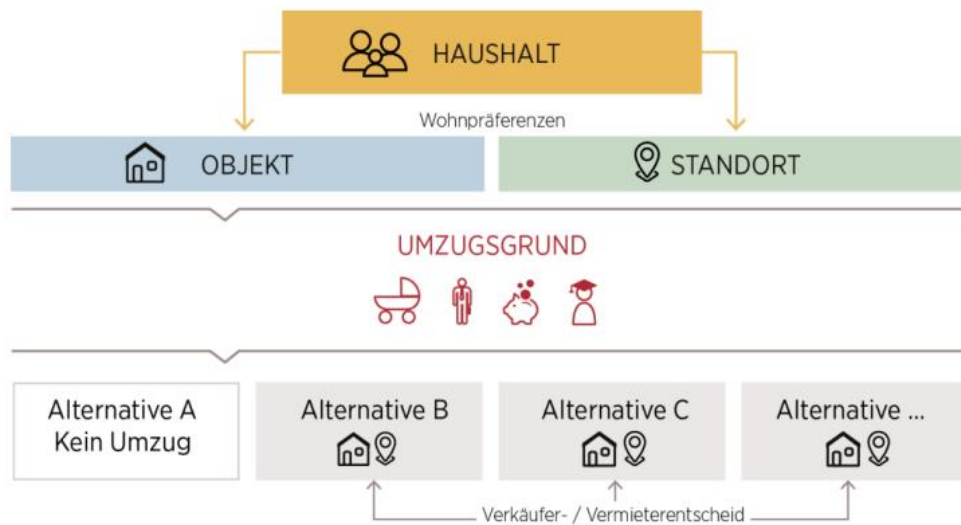 HAUSHALT
Wohnpräferenzen
OBJEKT
STANDORT
UMZUGSGRUND
Alternative A
Kein Umzug
Alternative B
Alternative C
Alternative ...
Verkäufer- / Vermieterentscheid